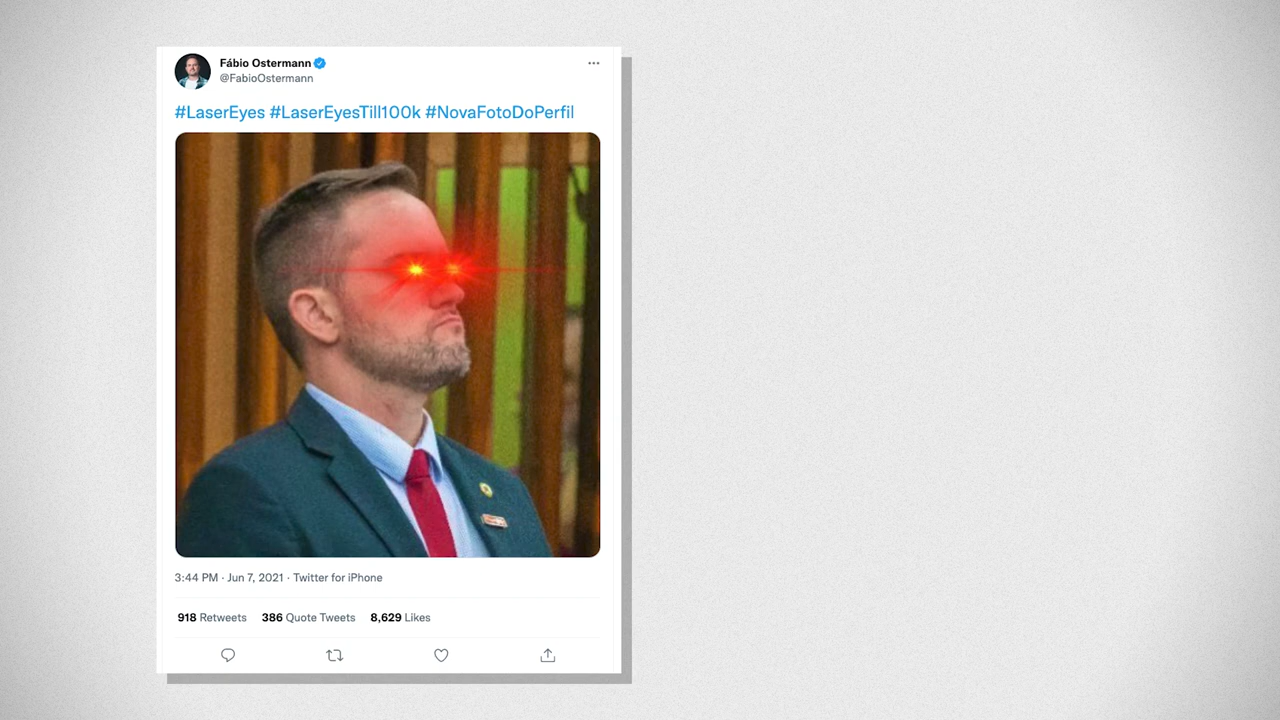 Fábio Ostermann
@FabioOstermann
#LaserEyes #LaserEyesTill100k #NovaFotoDoPerfil
3:44 PM · Jun 7, 2021 · Twitter for iPhone
918 Retweets 386 Quote Tweets 8,629 Likes